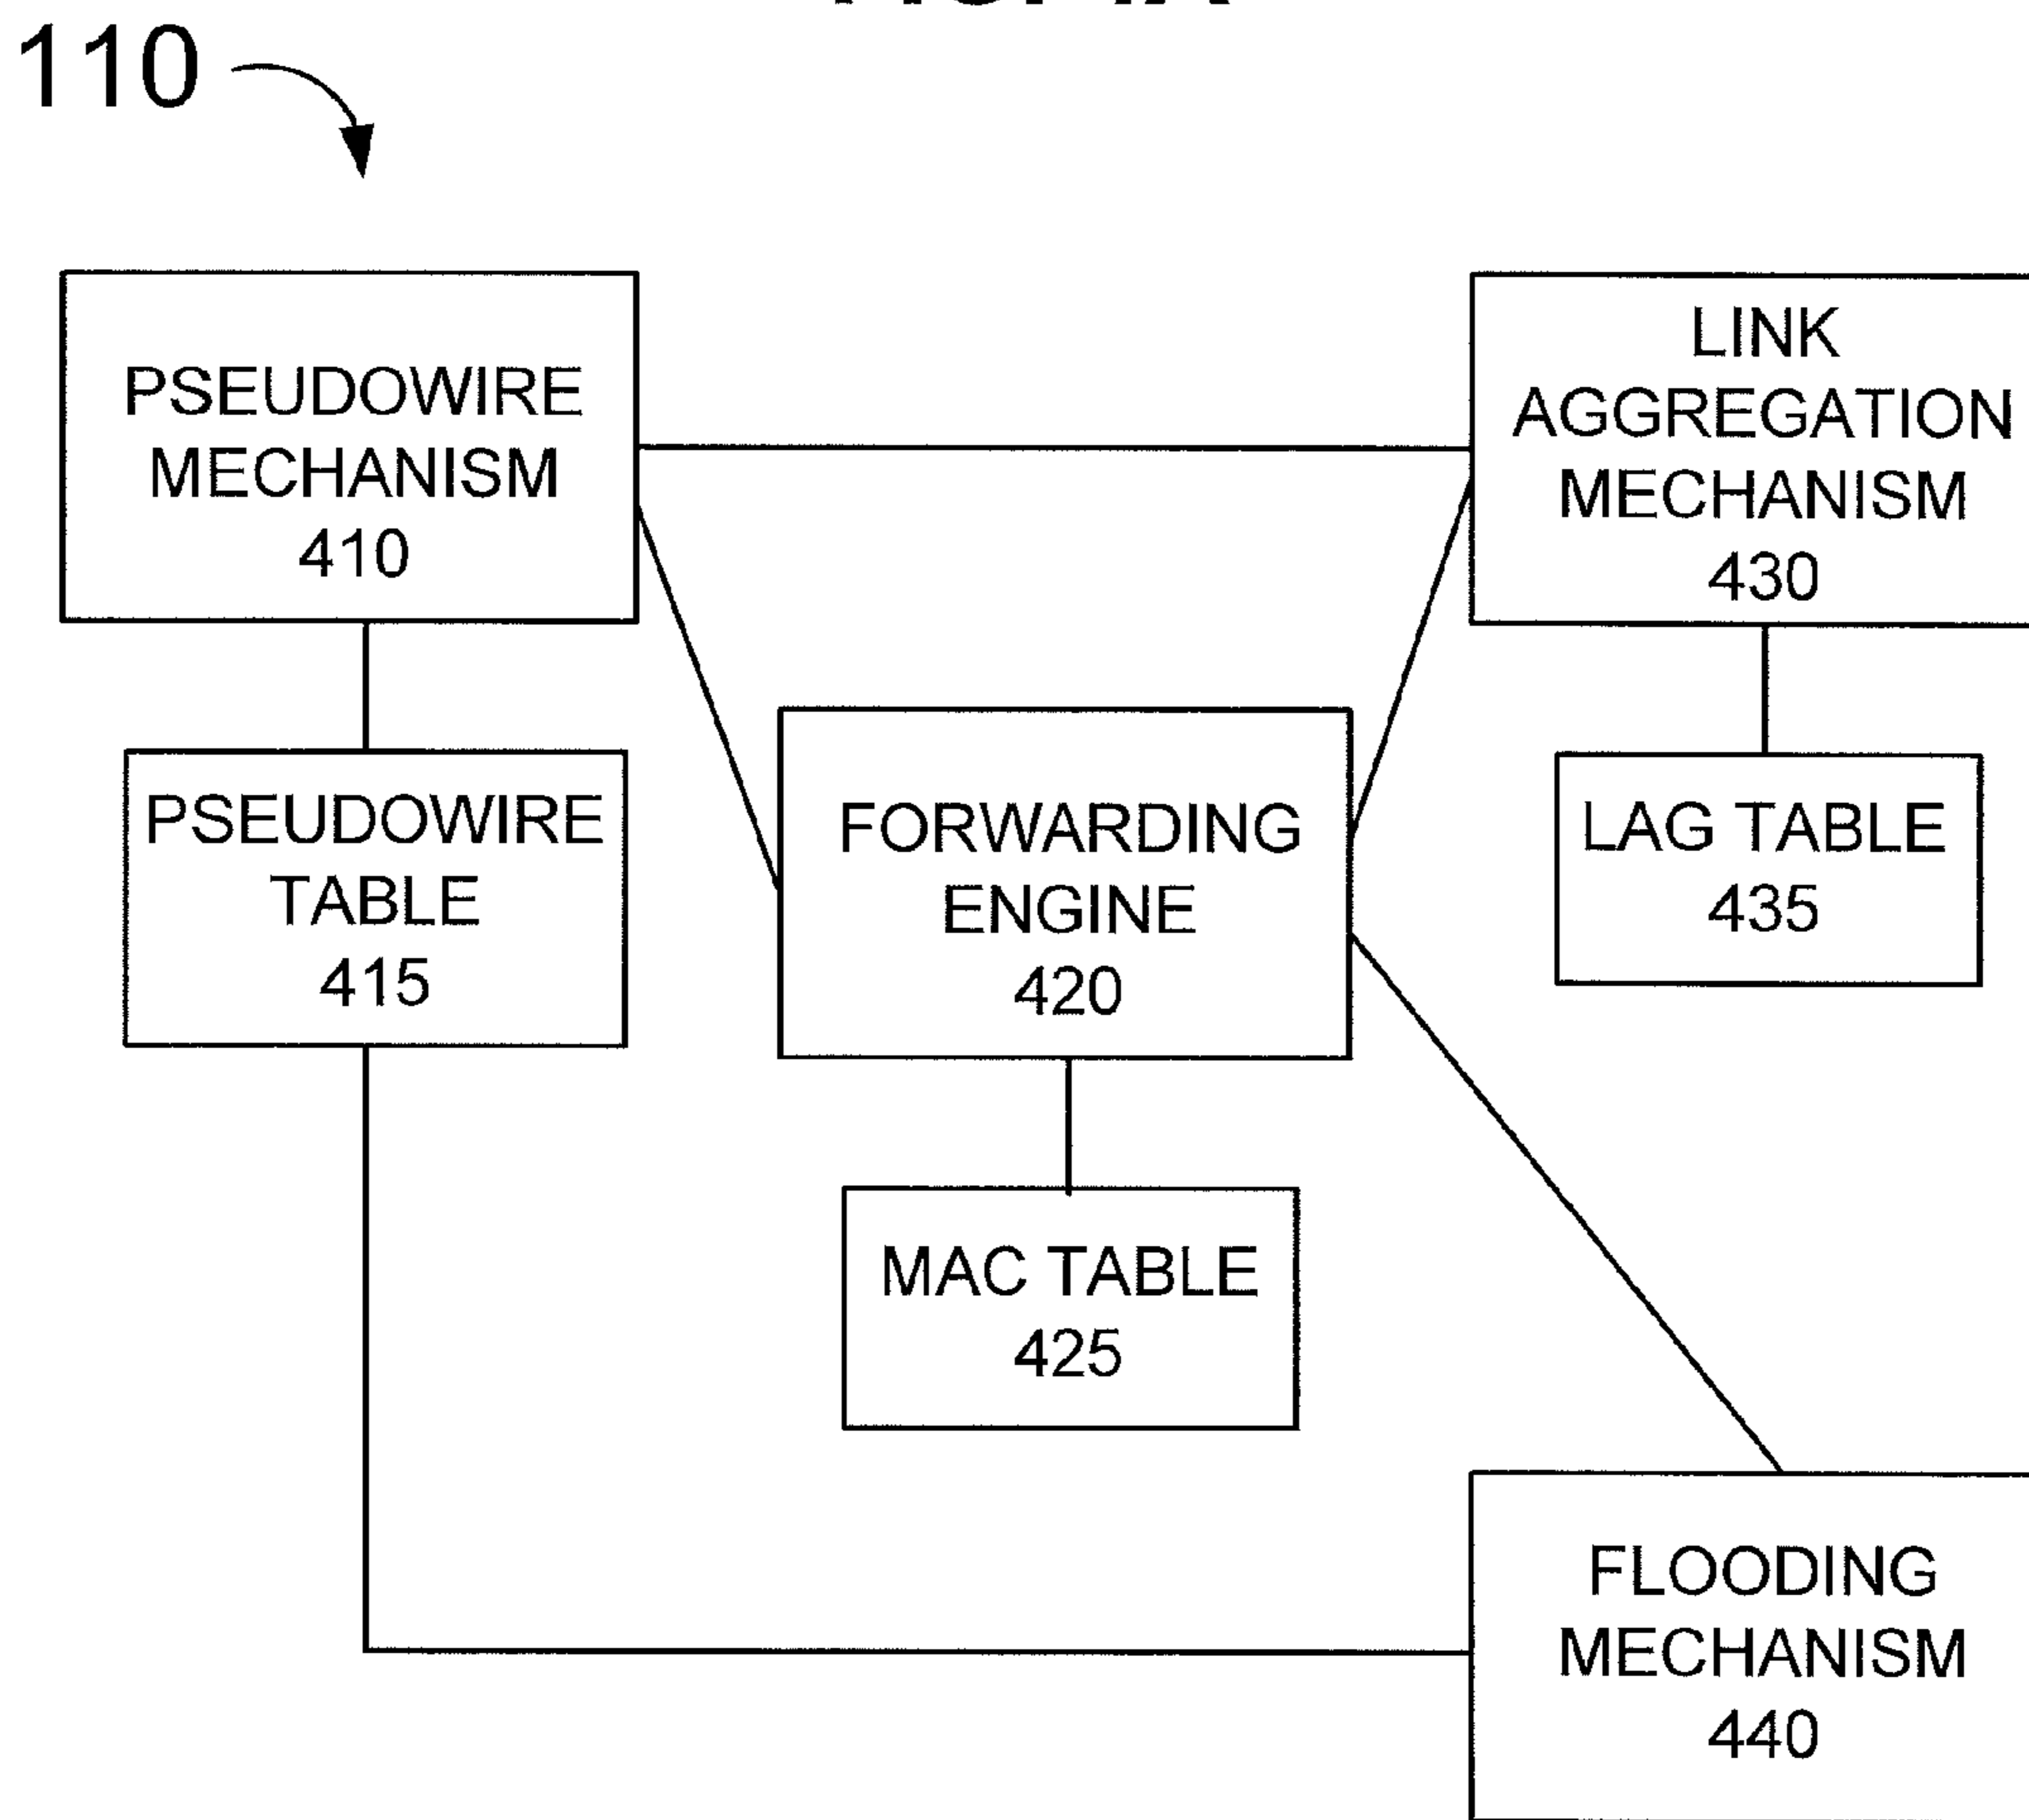 110
PSEUDOWIRE
MECHANISM
410
LINK
AGGREGATION
MECHANISM
430
PSEUDOWIRE
TABLE
415
FORWARDING
ENGINE
420
LAG TABLE
435
MAC TABLE
425
FLOODING
MECHANISM
440